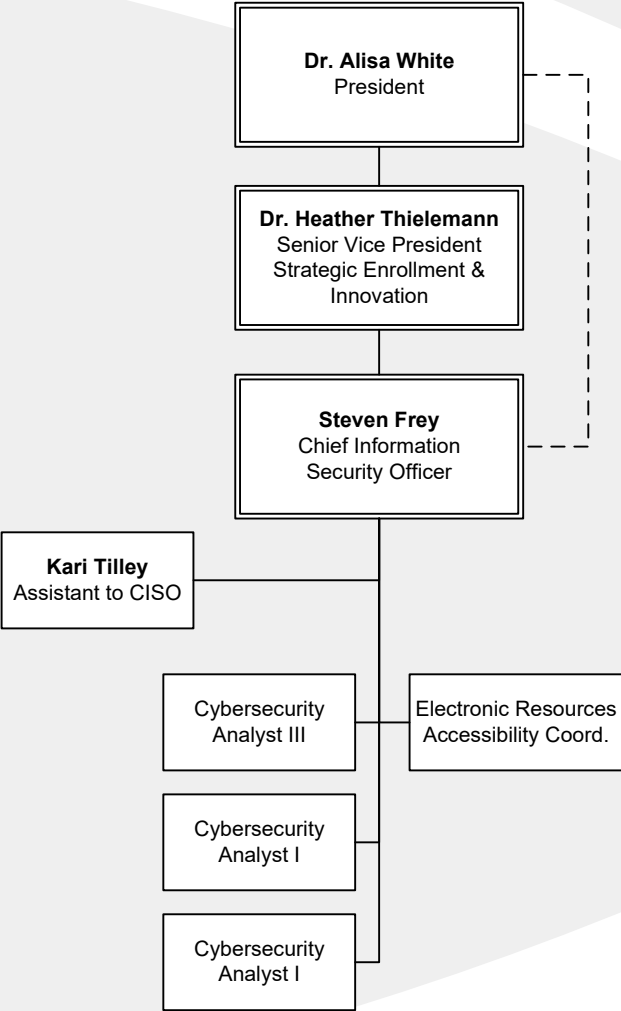 Dr. Alisa White
President
Dr. Heather Thielemann
Senior Vice President
Strategic Enrollment &
Innovation
Steven Frey
Chief Information
Security Officer
Kari Tilley
Assistant to CISO
Cybersecurity
Analyst III
Electronic Resources
Accessibility Coord.
Cybersecurity
Analyst I
Cybersecurity
Analyst I